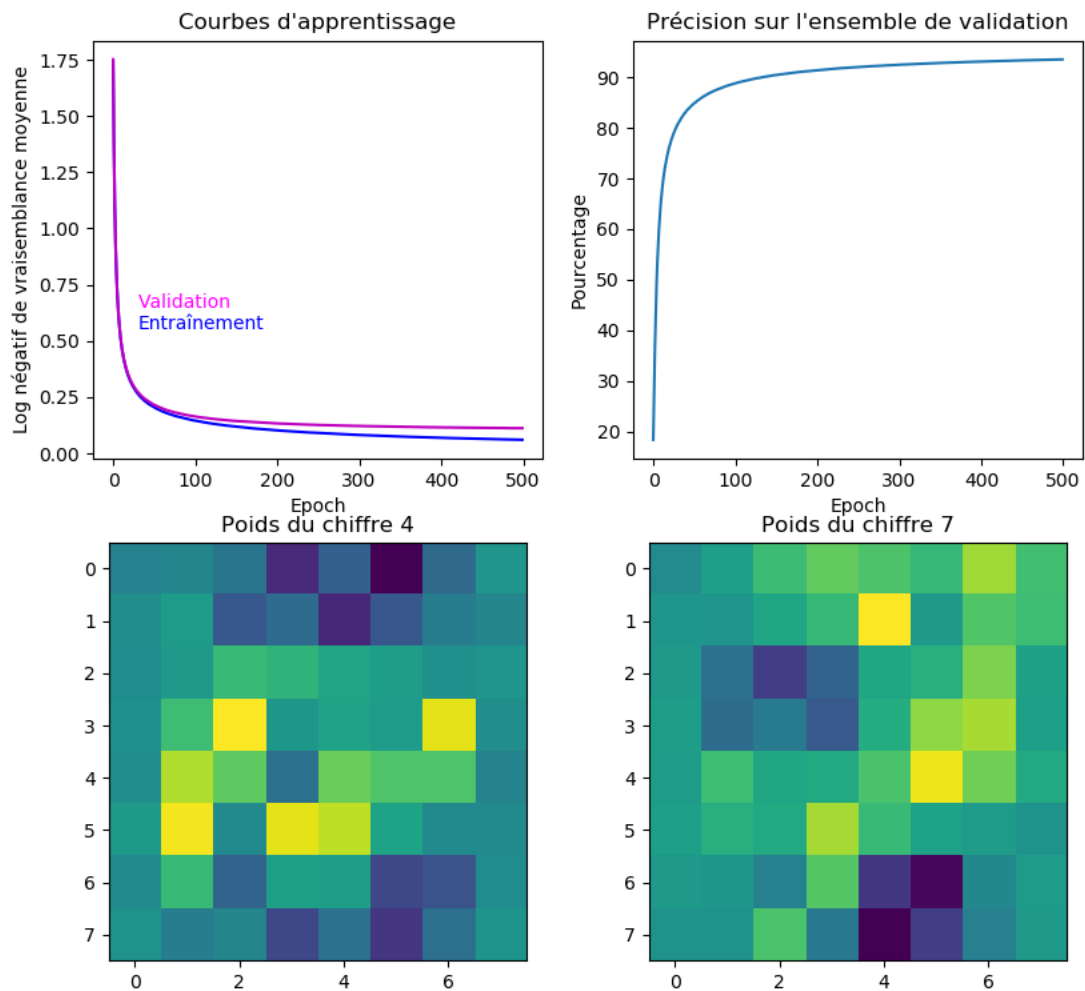 Courbes d'apprentissage
Log négatif de vraisemblance moyenne
1.75
1.50
1.25
1.00
0.75
0.50
0.25
0.00
Validation
Entraînement
0 100 200 300 400 500
Epoch
Précision sur l'ensemble de validation
Pourcentage
90
80
70
60
50
40
30
20
0 100 200 300 400 500
Epoch
Poids du chiffre 4
0
1
2
3
4
5
6
7
0 2 4 6
Poids du chiffre 7
0
1
2
3
4
5
6
7
0 2 4 6